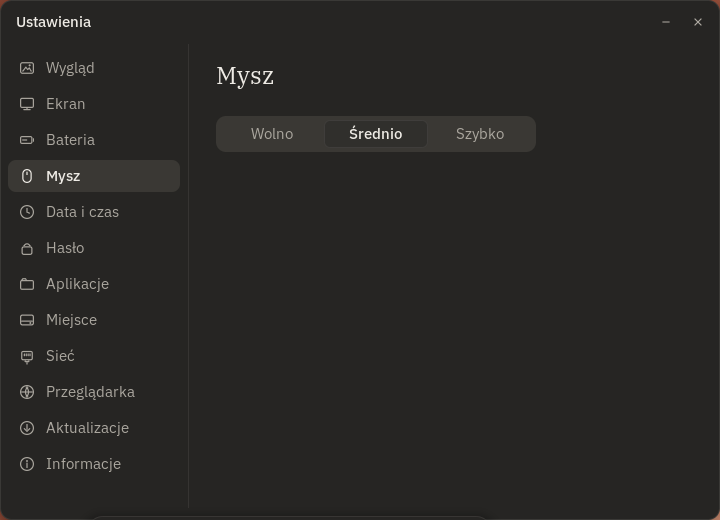 Ustawienia
Wygląd
Ekran
Bateria
Mysz
Data i czas
Hasło
Aplikacje
Miejsce
Sieć
Przeglądarka
Aktualizacje
Informacje
Mysz
Wolno Średnio Szybko